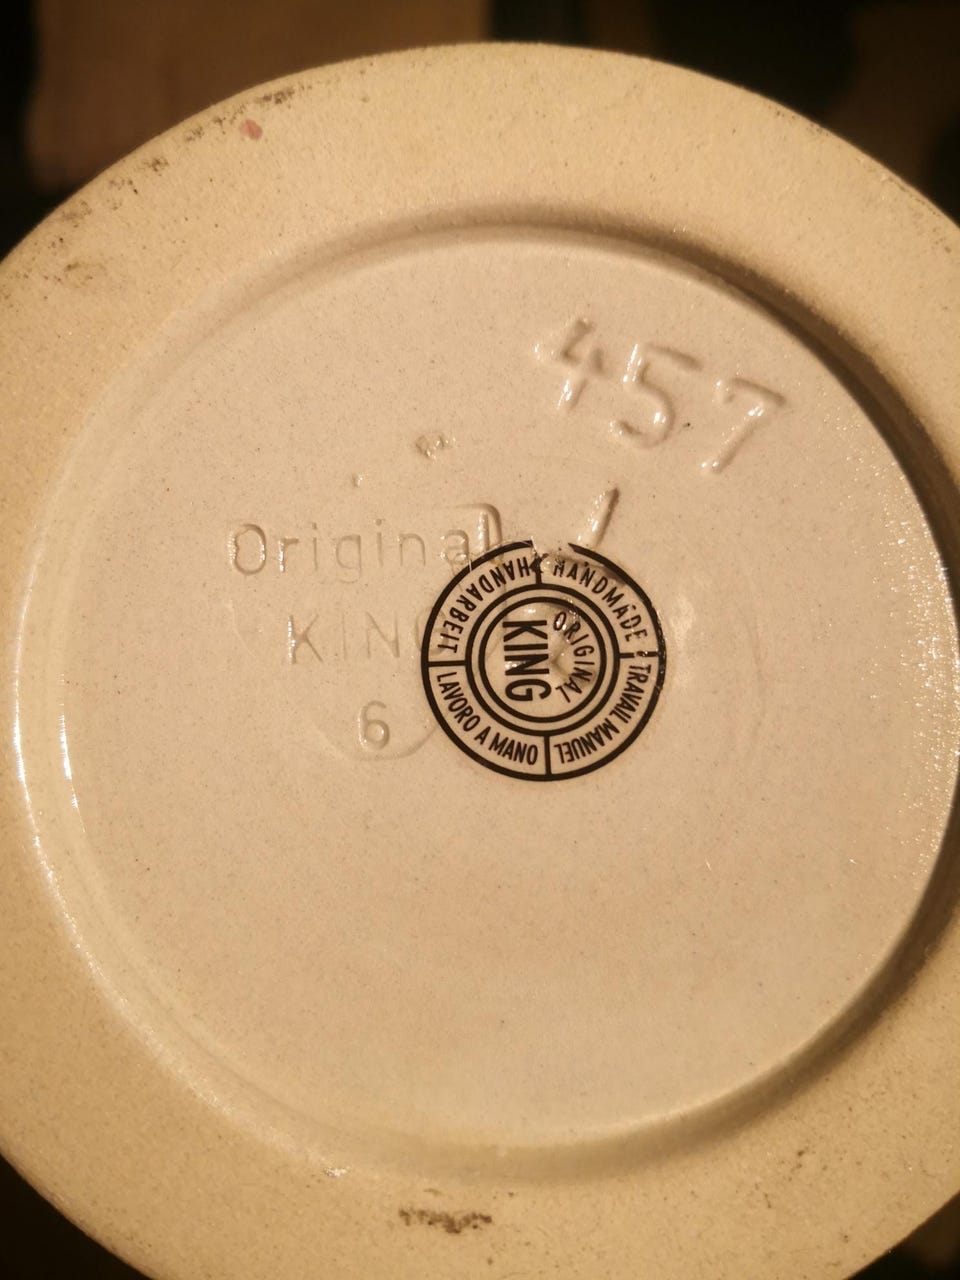 457
Original
KING
6
HANDARBEIT
HANDMADE
TRAVAIL MANUEL
LAVORO A MANO
ORIGINAL
KING